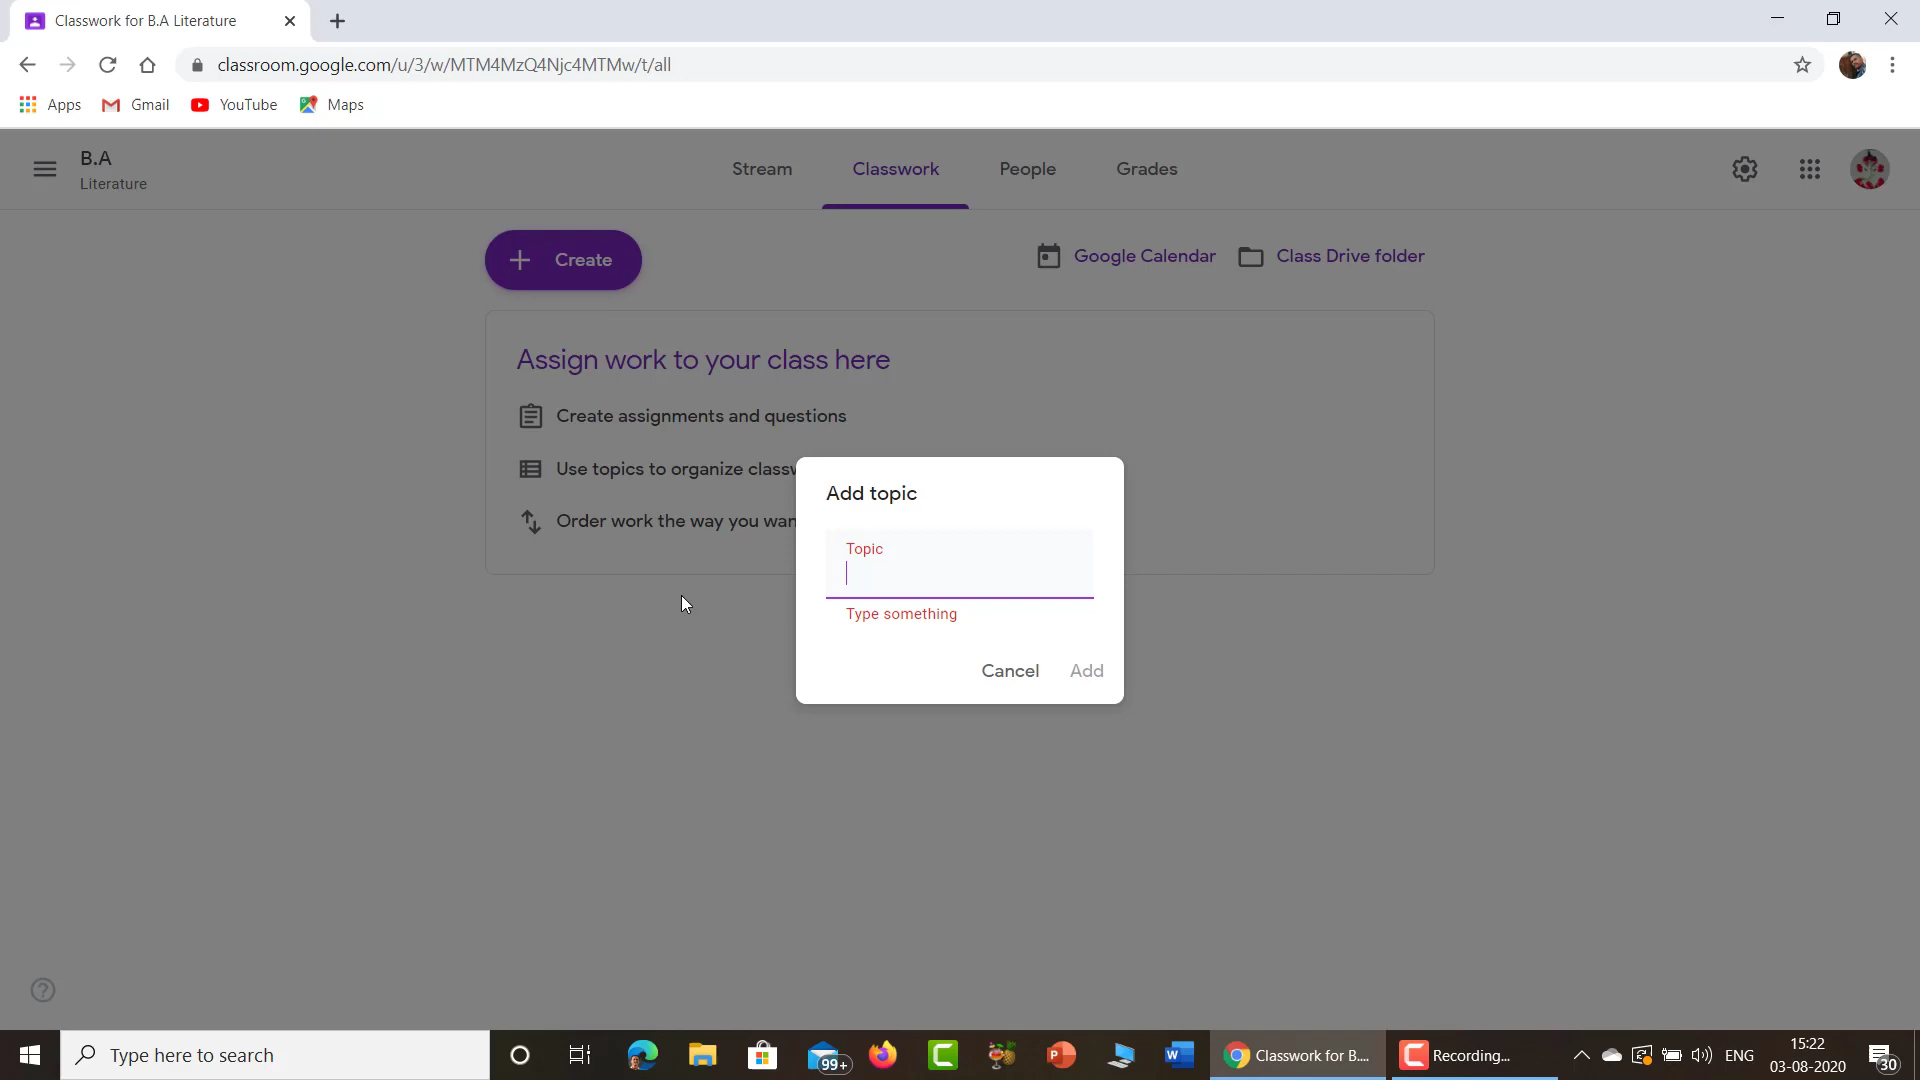 Classwork for B.A Literature
classroom.google.com/u/3/w/MTM4MzQ4Njc4MTMw/t/all
Apps Gmail YouTube Maps
B.A
Literature
Stream Classwork People Grades
Create
Google Calendar Class Drive folder
Assign work to your class here
Create assignments and questions
Use topics to organize classw
Order work the way you wan
Add topic
Topic
Type something
Cancel Add
Type here to search
99+
Classwork for B....
Recording...
ENG
15:22
03-08-2020
30